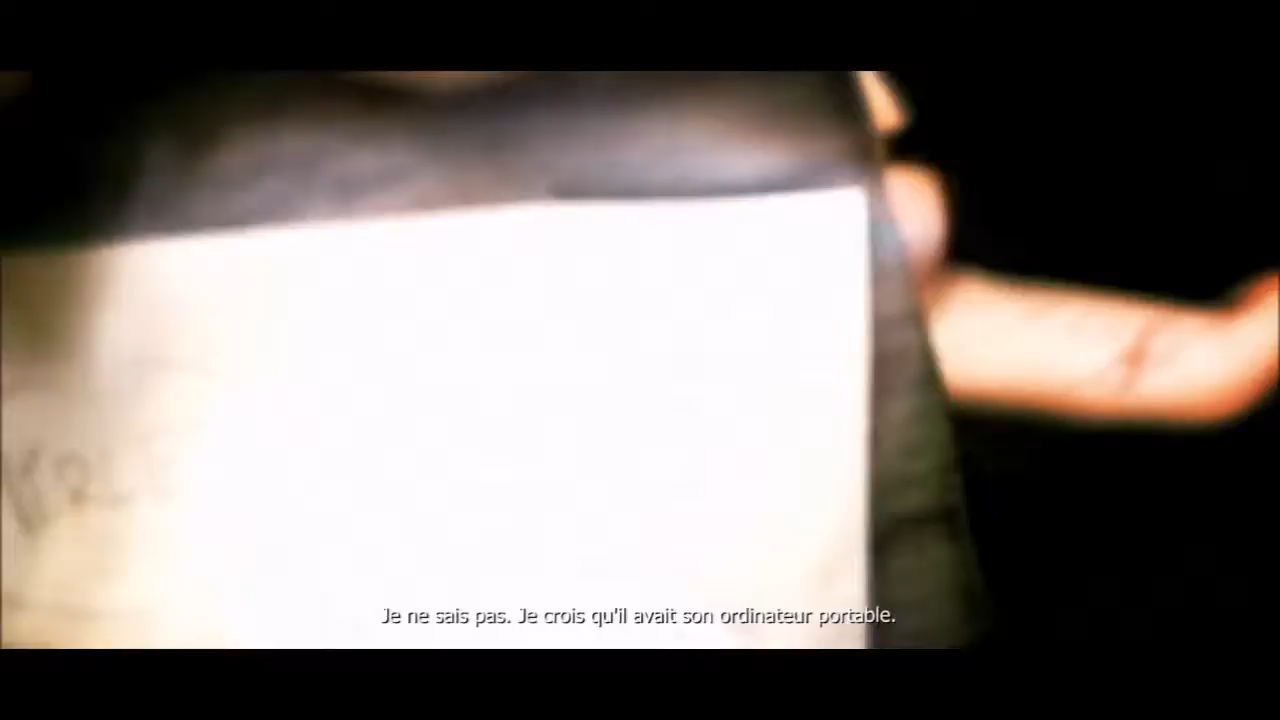 Je ne sais pas. Je crois qu'il avait son ordinateur portable.